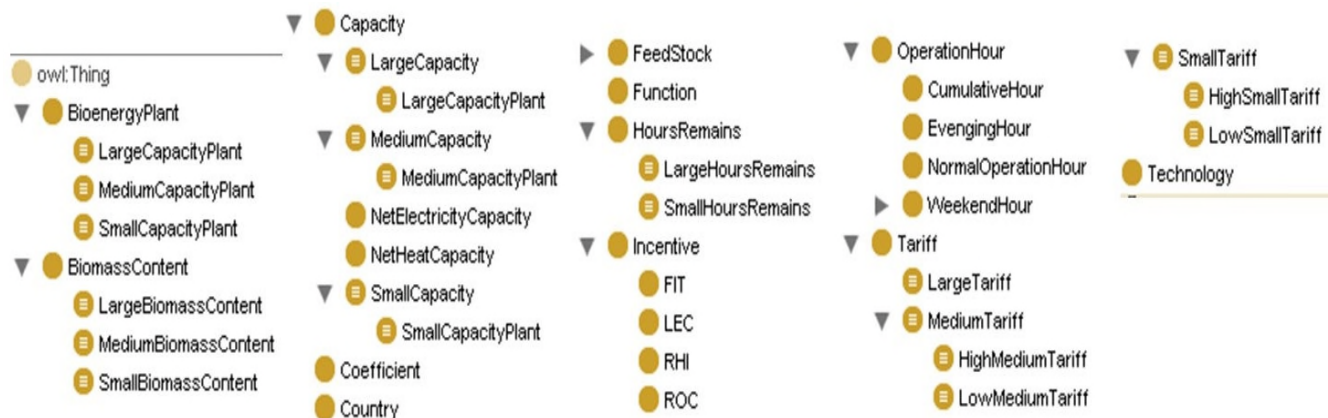 owl:Thing
BioenergyPlant
LargeCapacityPlant
MediumCapacityPlant
SmallCapacityPlant
BiomassContent
LargeBiomassContent
MediumBiomassContent
SmallBiomassContent
Capacity
LargeCapacity
LargeCapacityPlant
MediumCapacity
MediumCapacityPlant
NetElectricityCapacity
NetHeatCapacity
SmallCapacity
SmallCapacityPlant
Coefficient
Country
FeedStock
Function
HoursRemains
LargeHoursRemains
SmallHoursRemains
Incentive
FIT
LEC
RHI
ROC
OperationHour
CumulativeHour
EvengingHour
NormalOperationHour
WeekendHour
Tariff
LargeTariff
MediumTariff
HighMediumTariff
LowMediumTariff
SmallTariff
HighSmallTariff
LowSmallTariff
Technology